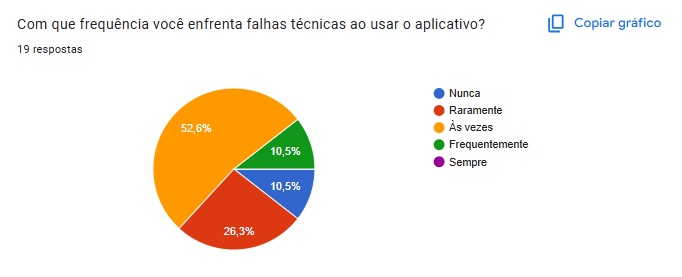 Com que frequência você enfrenta falhas técnicas ao usar o aplicativo?
Copiar gráfico
19 respostas
52,6%
10,5%
10,5%
26,3%
Nunca
Raramente
Às vezes
Frequentemente
Sempre